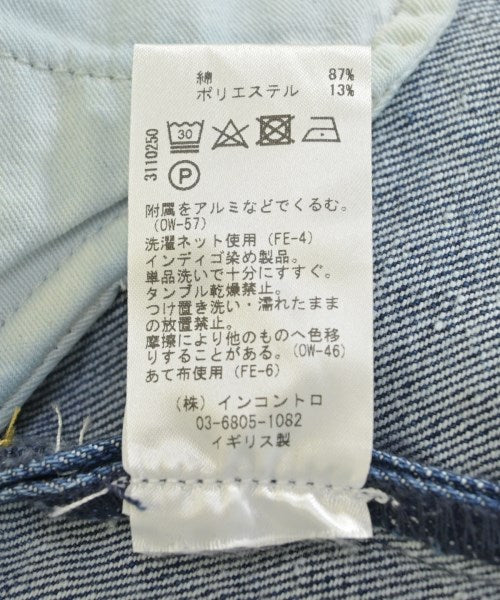 綿 87%
ポリエステル 13%
3110250
30
P
附属をアルミなどでくるむ。
(OW-57)
洗濯ネット使用(FE-4)
インディゴ染め製品。
単品洗いで十分にすすぐ。
タンブル乾燥禁止。
つけ置き洗い・濡れたまま
の放置禁止。
摩擦により他のものへ色移
りすることがある。(OW-46)
あて布使用(FE-6)
(株) インコントロ
03-6805-1082
イギリス製